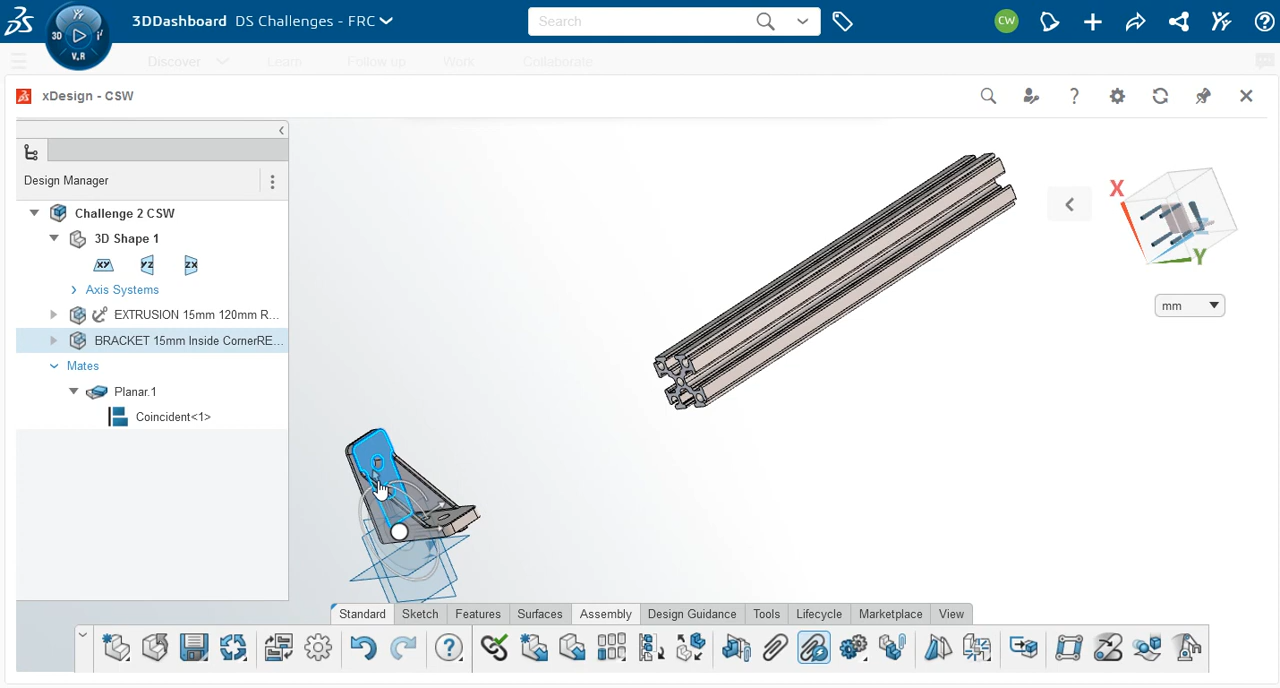 3DDashboard DS Challenges - FRC
Search
CW
3D
V.R
Discover Learn Follow up Work Collaborate
xDesign - CSW
Design Manager
Challenge 2 CSW
3D Shape 1
XY YZ ZX
Axis Systems
EXTRUSION 15mm 120mm R...
BRACKET 15mm Inside CornerRE...
Mates
Planar.1
Coincident<1>
X
Y
mm
Standard Sketch Features Surfaces Assembly Design Guidance Tools Lifecycle Marketplace View